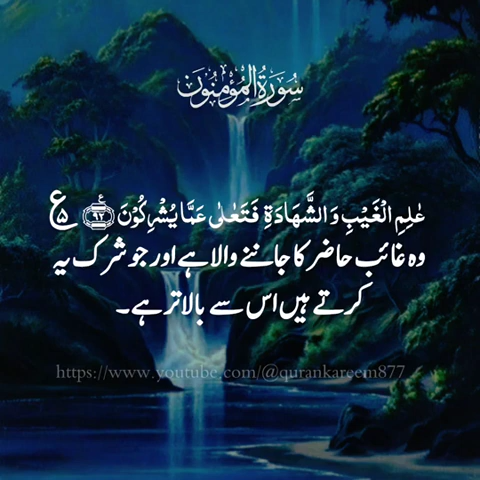 سُورَةُ الْمُؤْمِنُونَ
عٰلِمِ الْغَيْبِ وَالشَّهَادَةِ فَتَعٰلٰى عَمَّا يُشْرِكُوْنَ ﴿٩٢﴾ ع ٥
وہ غائب حاضر کا جاننے والا ہے اور جو شرک یہ
کرتے ہیں اس سے بالاتر ہے۔
https://www.youtube.com/@qurankareem877